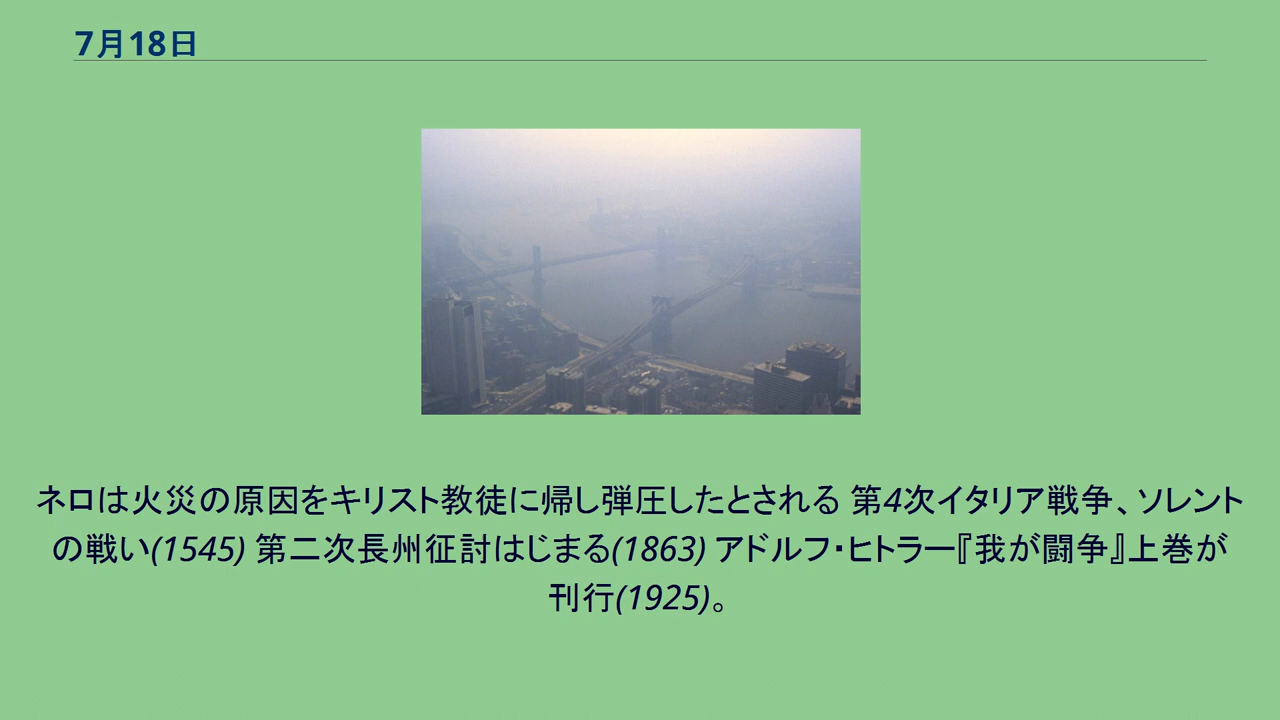 7月18日
ネロは火災の原因をキリスト教徒に帰し弾圧したとされる 第4次イタリア戦争、ソレント
の戦い(1545) 第二次長州征討はじまる(1863) アドルフ・ヒトラー『我が闘争』上巻が
刊行(1925)。